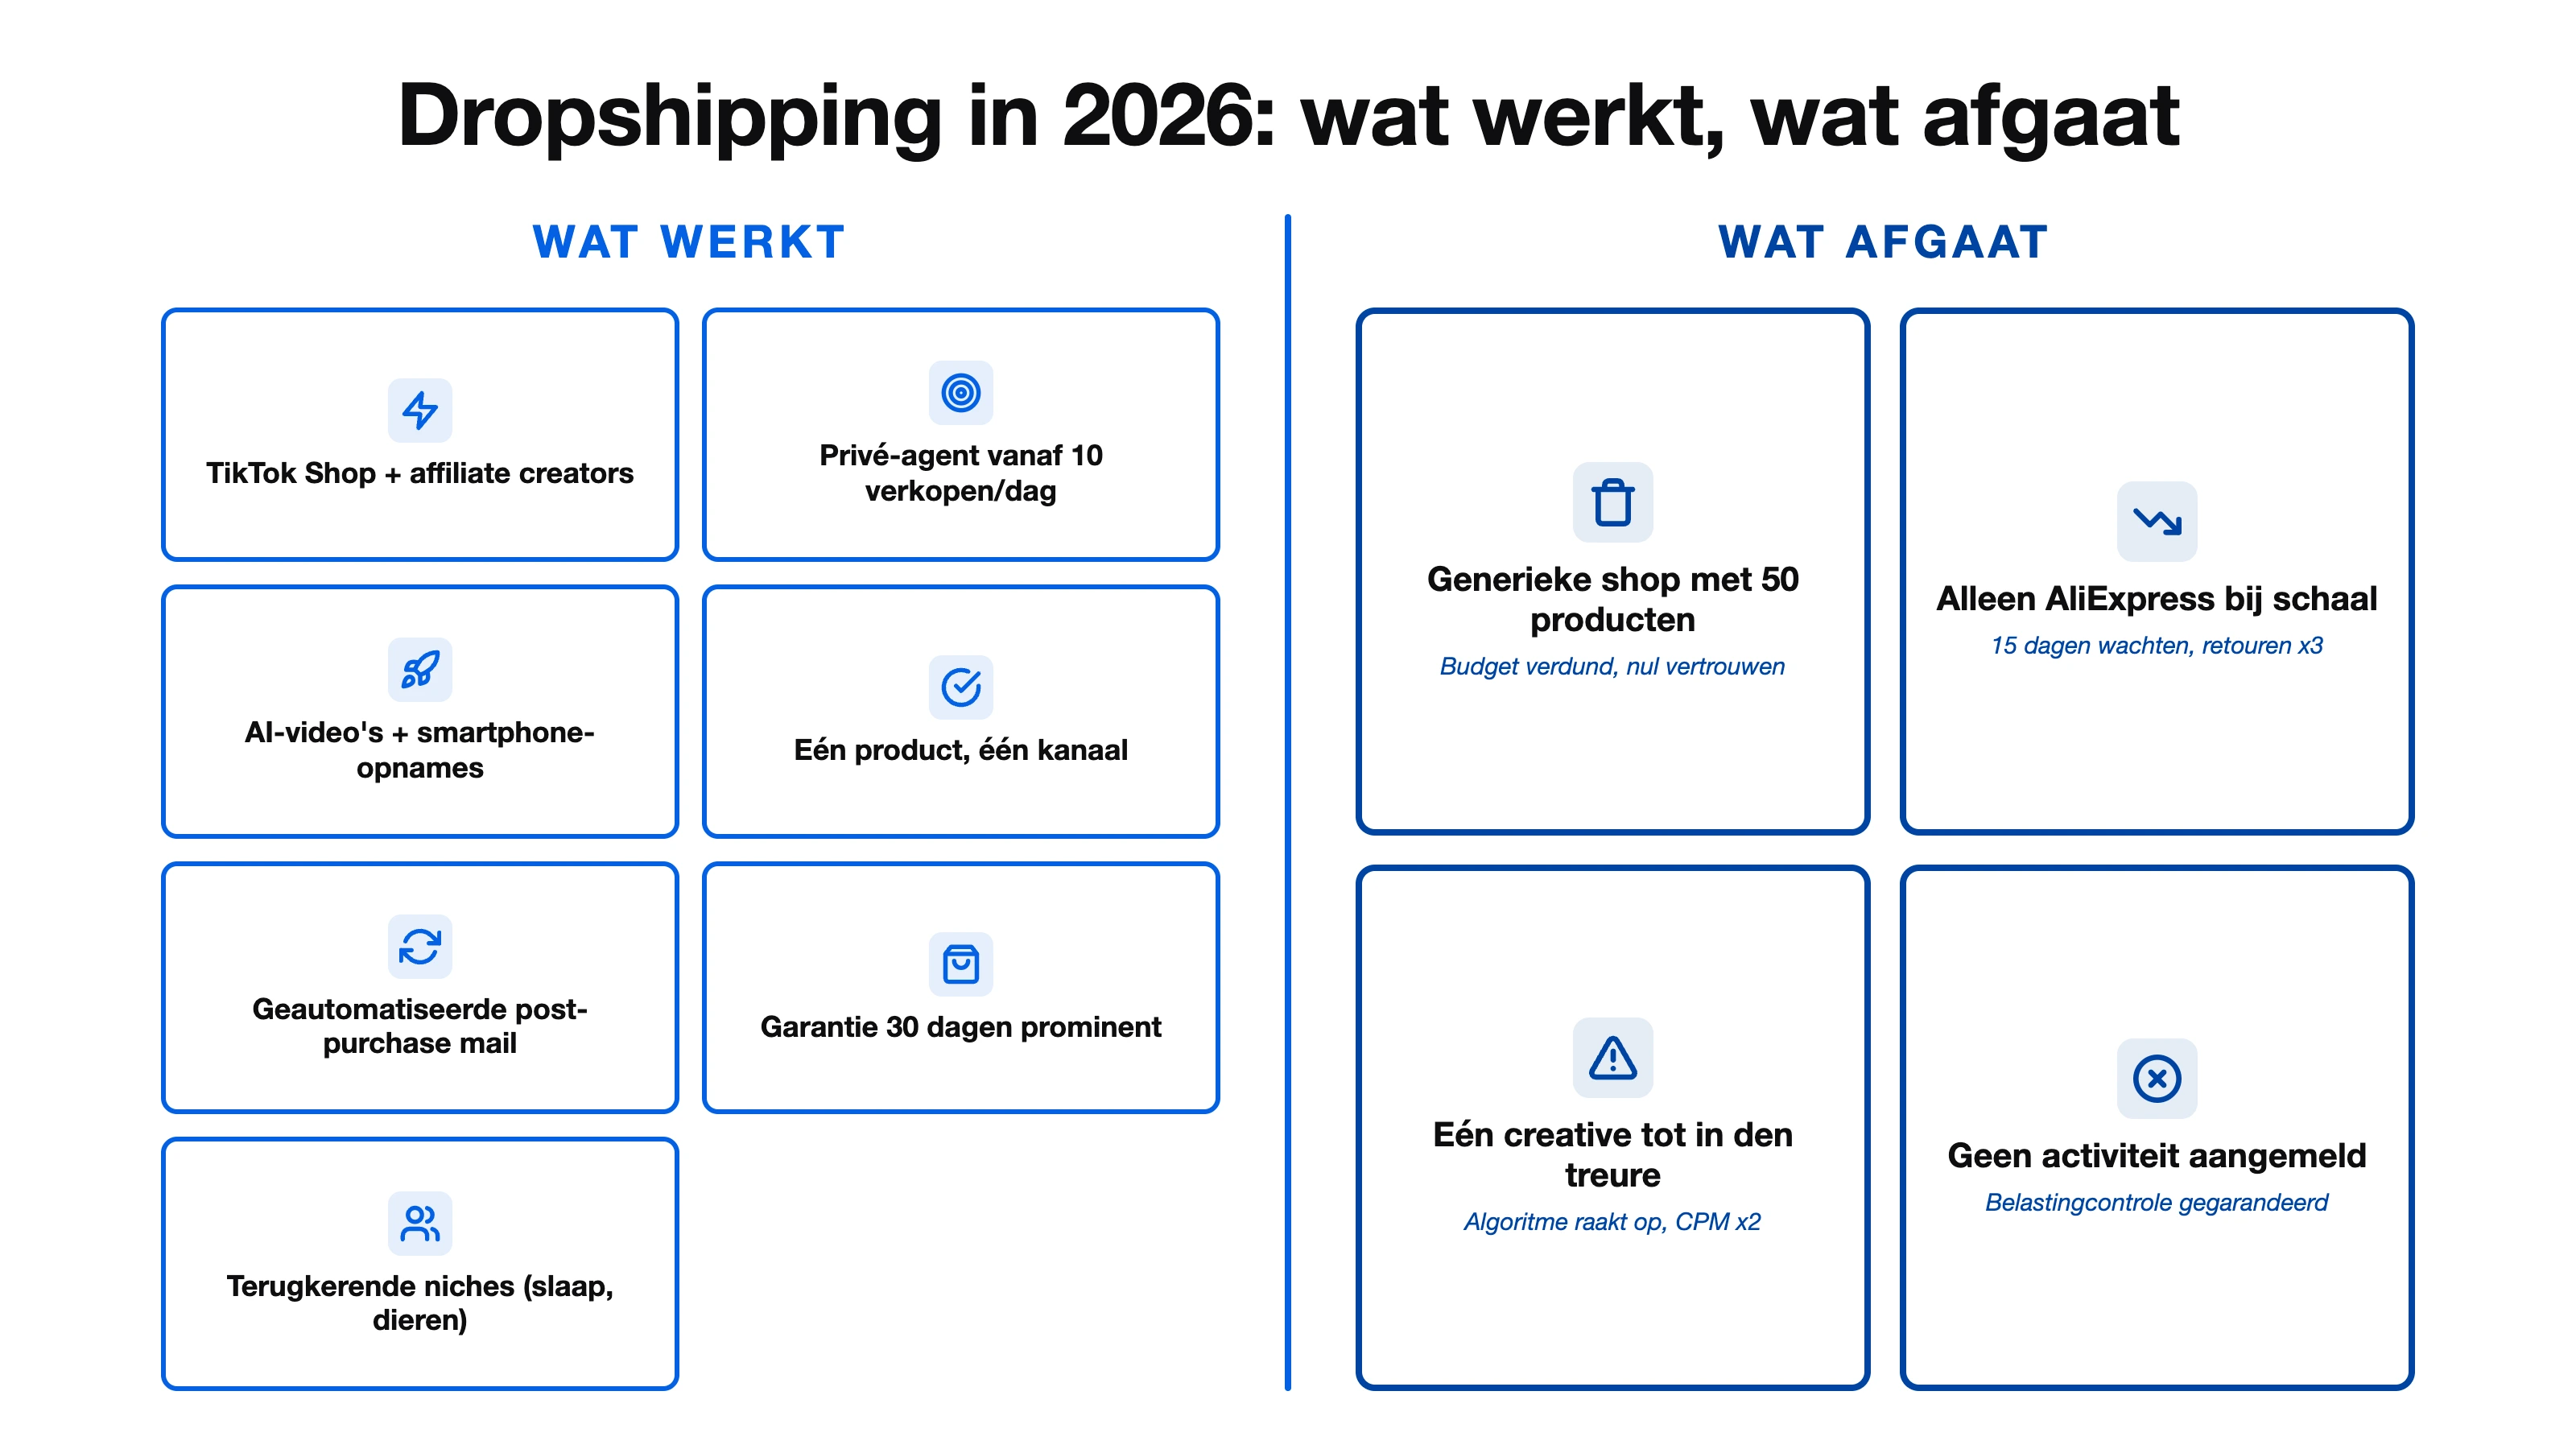 Dropshipping in 2026: wat werkt, wat afgaat
WAT WERKT
TikTok Shop + affiliate creators
Privé-agent vanaf 10
verkopen/dag
AI-video's + smartphone-
opnames
Eén product, één kanaal
Geautomatiseerde post-
purchase mail
Garantie 30 dagen prominent
Terugkerende niches (slaap,
dieren)
WAT AFGAAT
Generieke shop met 50
producten
Budget verdund, nul vertrouwen
Alleen AliExpress bij schaal
15 dagen wachten, retouren x3
Eén creative tot in den
treure
Algoritme raakt op, CPM x2
Geen activiteit aangemeld
Belastingcontrole gegarandeerd